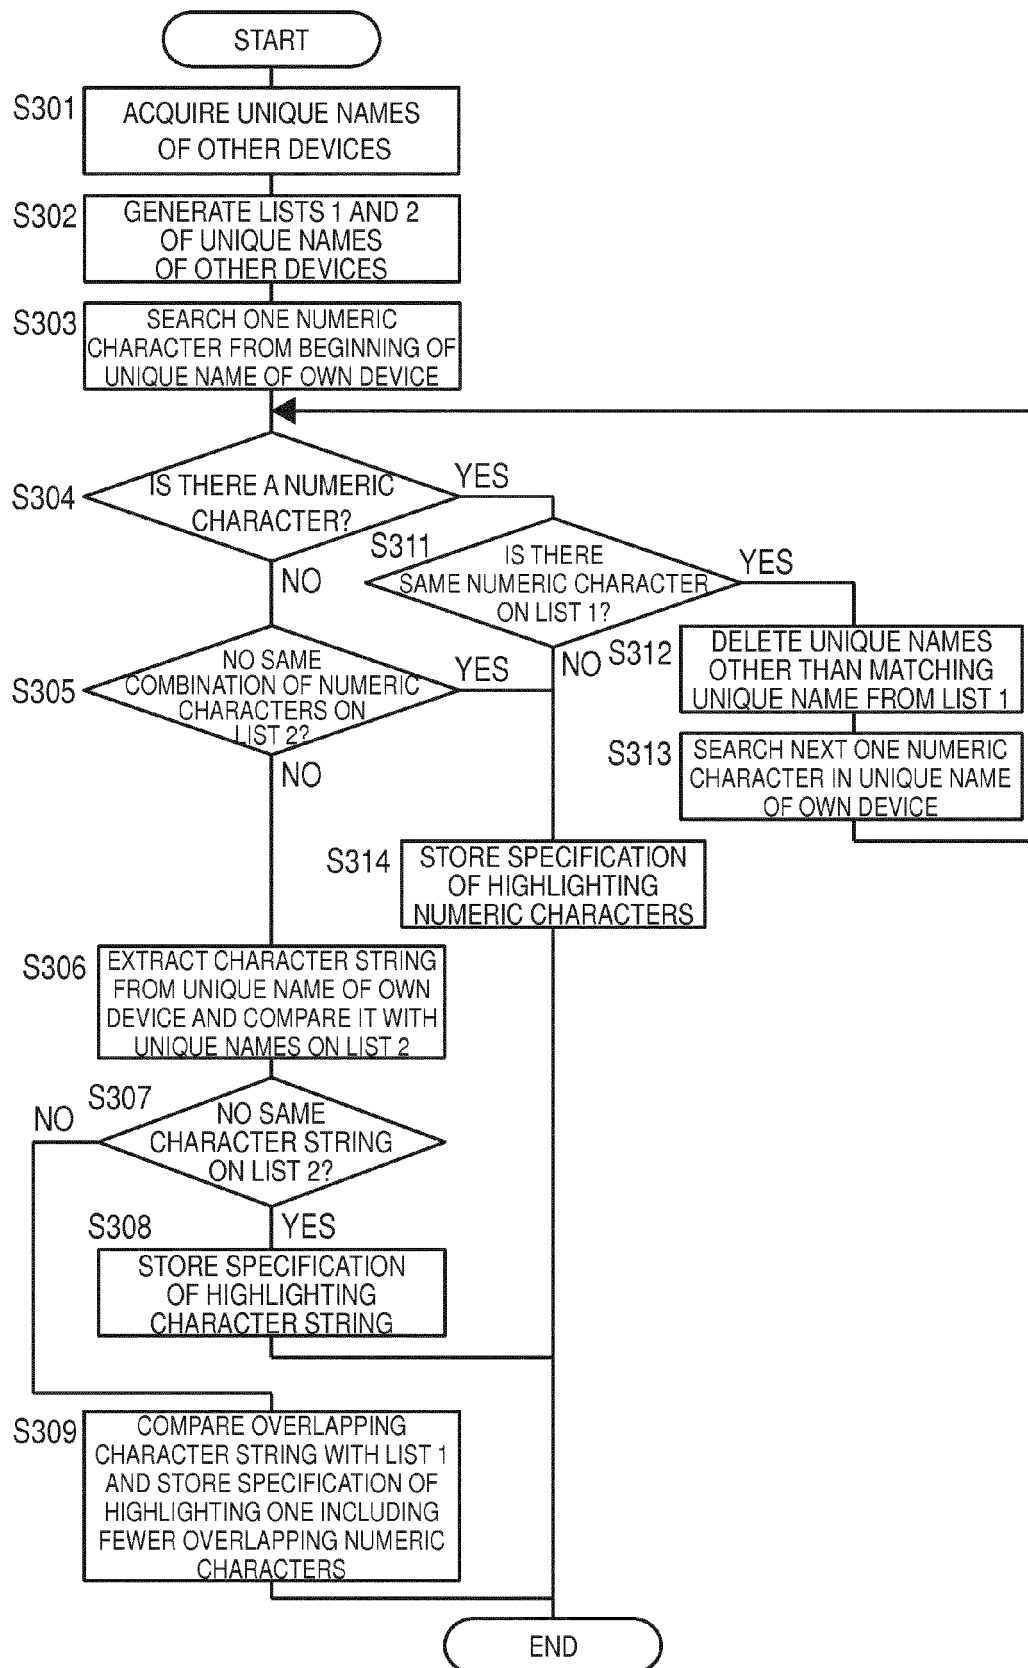 START
S301
ACQUIRE UNIQUE NAMES
OF OTHER DEVICES
S302
GENERATE LISTS 1 AND 2
OF UNIQUE NAMES
OF OTHER DEVICES
S303
SEARCH ONE NUMERIC
CHARACTER FROM BEGINNING OF
UNIQUE NAME OF OWN DEVICE
S304
IS THERE A NUMERIC
CHARACTER?
YES
NO
S311
IS THERE
SAME NUMERIC CHARACTER
ON LIST 1?
YES
NO
S312
DELETE UNIQUE NAMES
OTHER THAN MATCHING
UNIQUE NAME FROM LIST 1
S313
SEARCH NEXT ONE NUMERIC
CHARACTER IN UNIQUE NAME
OF OWN DEVICE
S305
NO SAME
COMBINATION OF NUMERIC
CHARACTERS ON
LIST 2?
YES
NO
S314
STORE SPECIFICATION
OF HIGHLIGHTING
NUMERIC CHARACTERS
S306
EXTRACT CHARACTER STRING
FROM UNIQUE NAME OF OWN
DEVICE AND COMPARE IT WITH
UNIQUE NAMES ON LIST 2
S307
NO SAME
CHARACTER STRING
ON LIST 2?
NO
YES
S308
STORE SPECIFICATION
OF HIGHLIGHTING
CHARACTER STRING
S309
COMPARE OVERLAPPING
CHARACTER STRING WITH LIST 1
AND STORE SPECIFICATION OF
HIGHLIGHTING ONE INCLUDING
FEWER OVERLAPPING NUMERIC
CHARACTERS
END